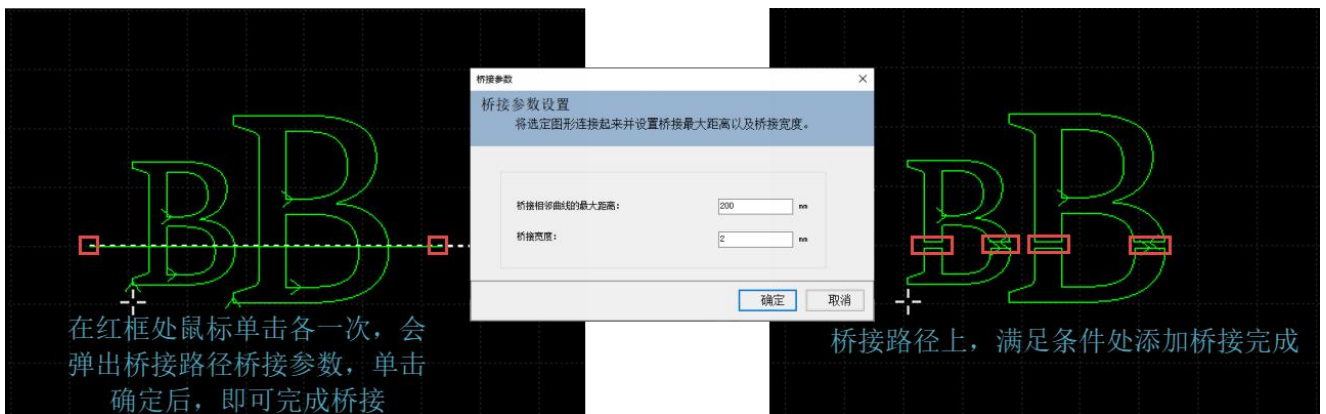 桥接参数
桥接参数设置
将选定图形连接起来并设置桥接最大距离以及桥接宽度。
桥接相邻曲线的最大距离: 200 mm
桥接宽度: 2 mm
确定 取消
在红框处鼠标单击各一次，会
弹出桥接路径桥接参数，单击
确定后，即可完成桥接
桥接路径上，满足条件处添加桥接完成